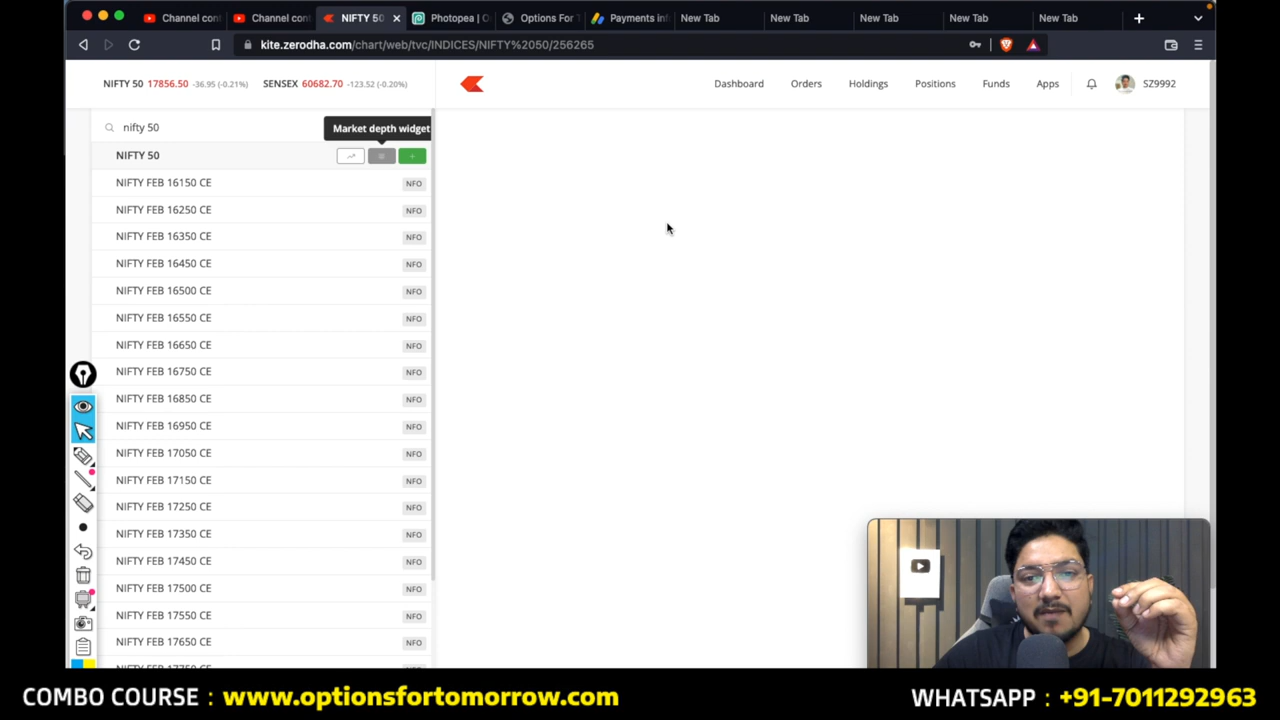 Channel con
Channel con
NIFTY 50
Photopea | O
Options For
Payments in
New Tab
New Tab
New Tab
New Tab
New Tab
kite.zerodha.com/chart/web/tvc/INDICES/NIFTY%2050/256265
NIFTY 50 17856.50 -36.95 (-0.21%) SENSEX 60682.70 -123.52 (-0.20%)
Dashboard Orders Holdings Positions Funds Apps SZ9992
nifty 50
Market depth widget
NIFTY 50
NIFTY FEB 16150 CE NFO
NIFTY FEB 16250 CE NFO
NIFTY FEB 16350 CE NFO
NIFTY FEB 16450 CE NFO
NIFTY FEB 16500 CE NFO
NIFTY FEB 16550 CE NFO
NIFTY FEB 16650 CE NFO
NIFTY FEB 16750 CE NFO
NIFTY FEB 16850 CE NFO
NIFTY FEB 16950 CE NFO
NIFTY FEB 17050 CE NFO
NIFTY FEB 17150 CE NFO
NIFTY FEB 17250 CE NFO
NIFTY FEB 17350 CE NFO
NIFTY FEB 17450 CE NFO
NIFTY FEB 17500 CE NFO
NIFTY FEB 17550 CE NFO
NIFTY FEB 17650 CE NFO
COMBO COURSE : www.optionsfortomorrow.com WHATSAPP : +91-7011292963